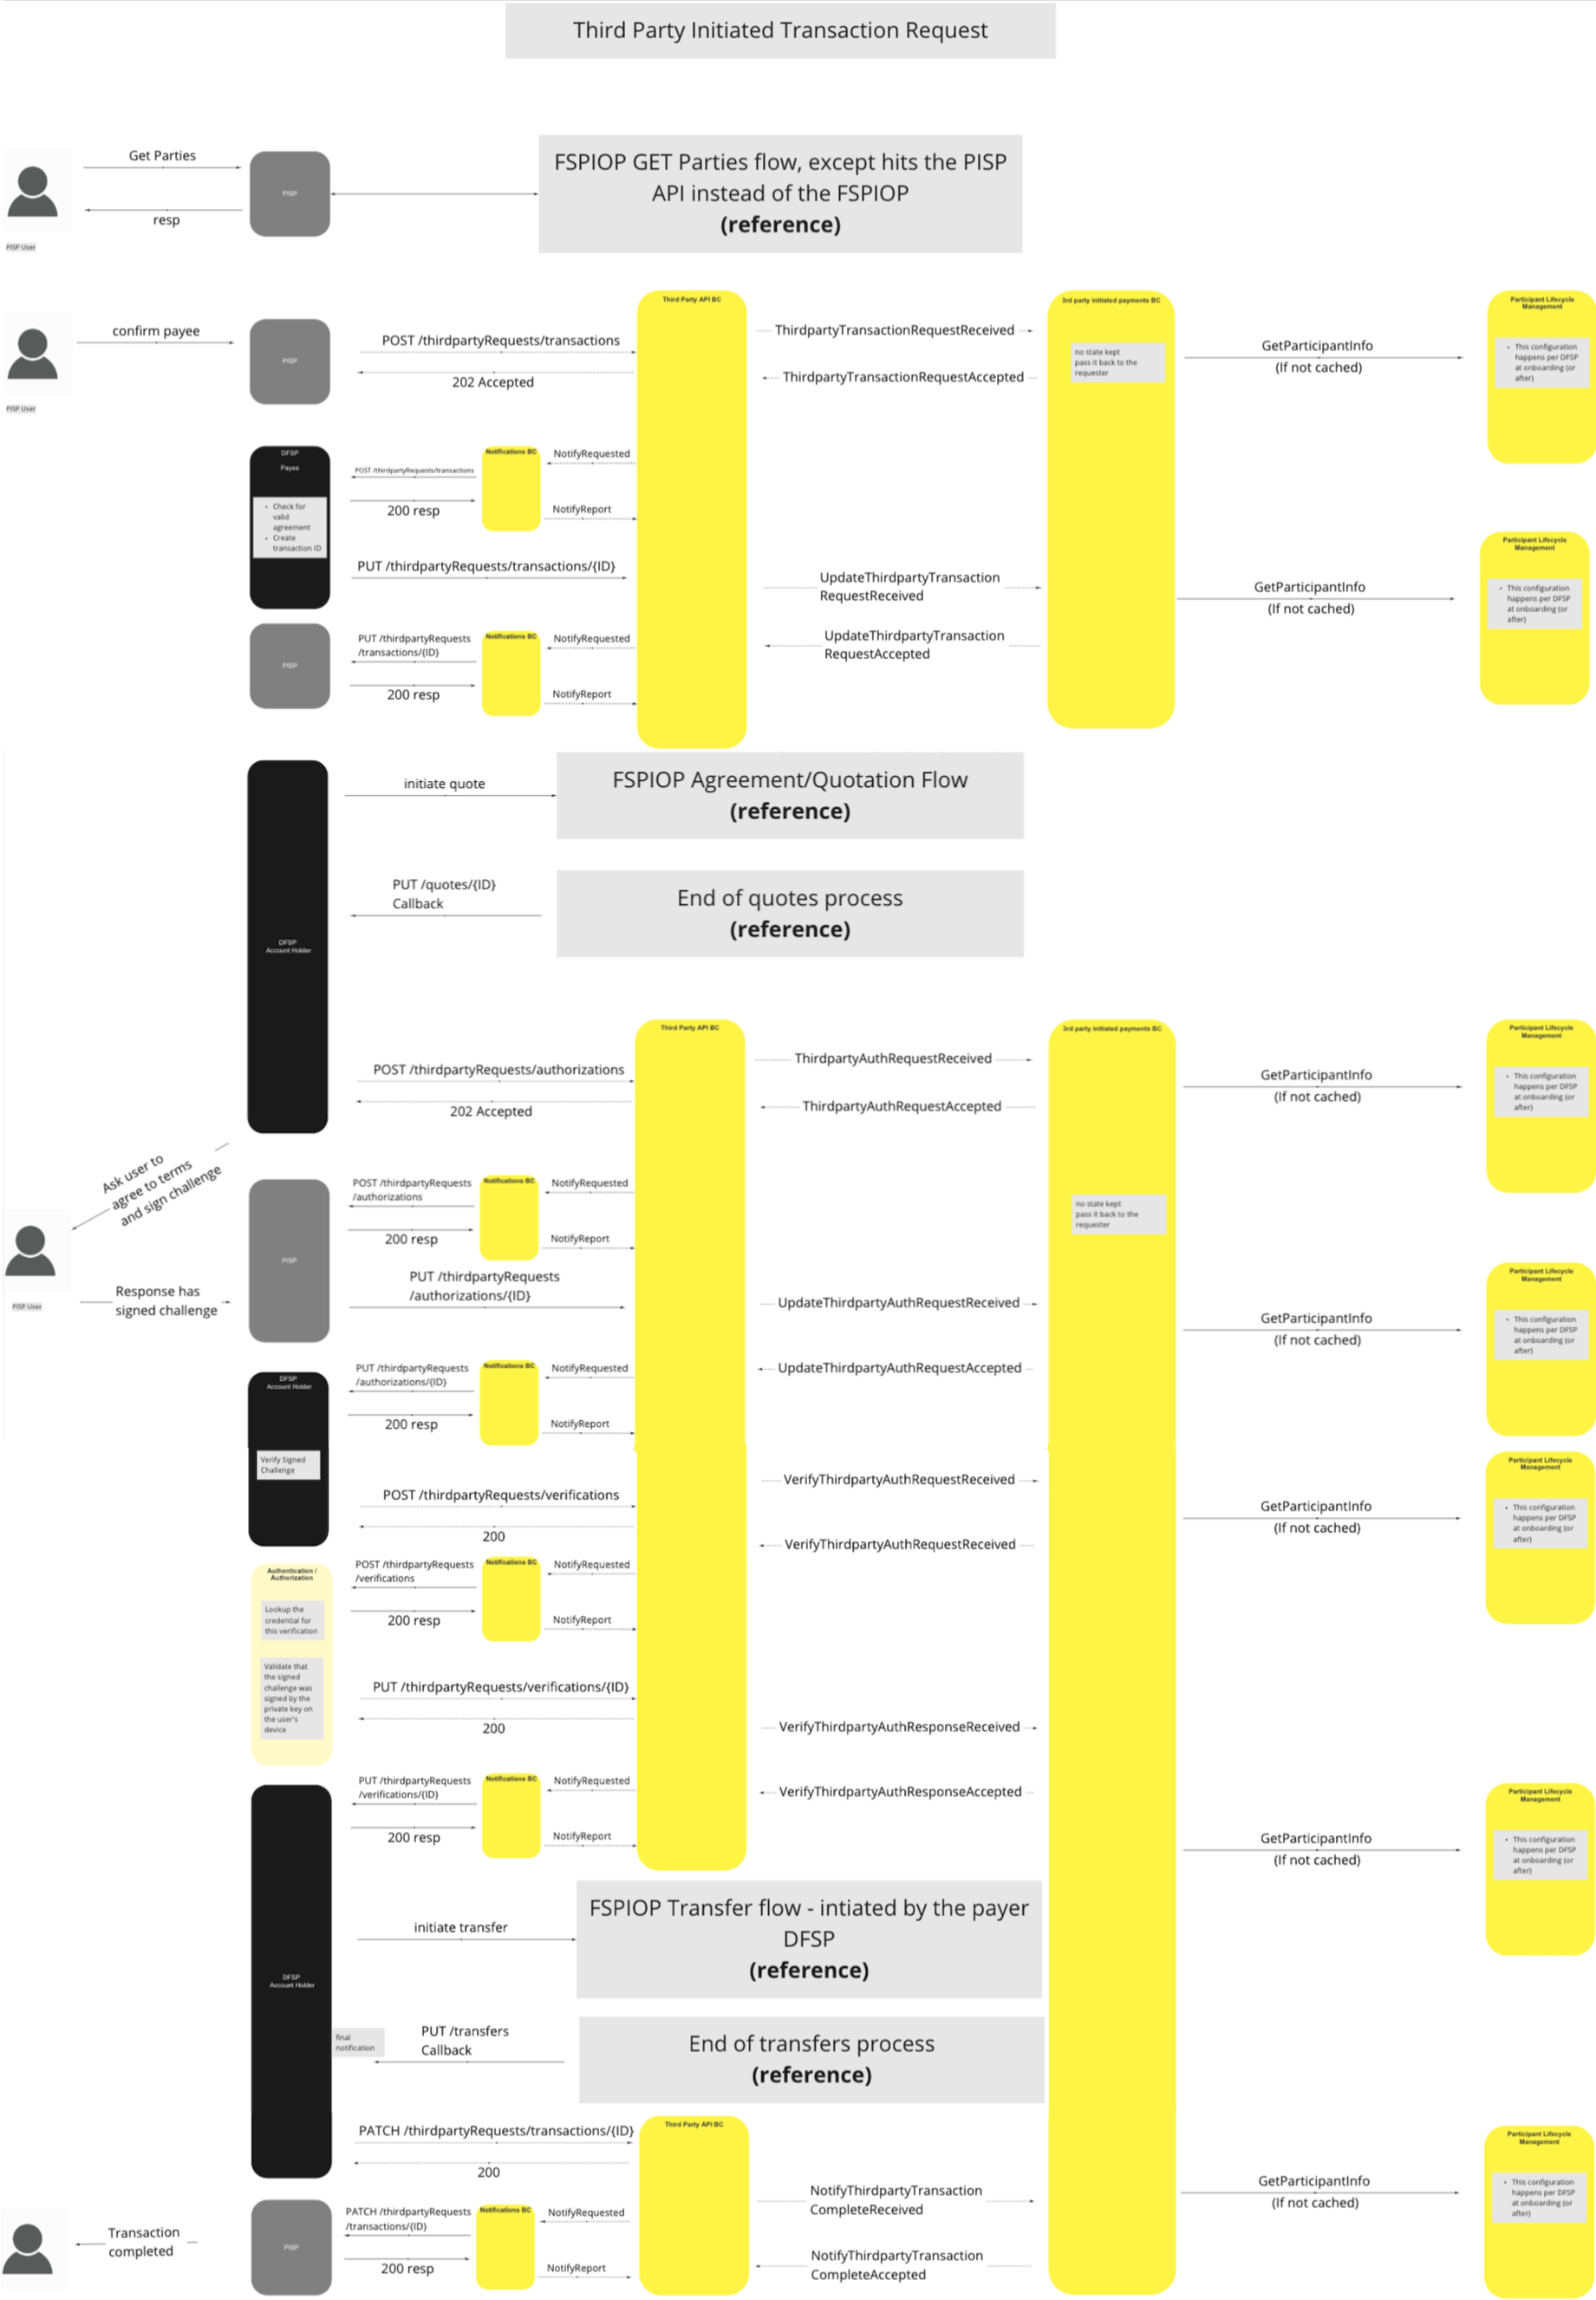 Third Party Initiated Transaction Request
Get Parties
resp
PISP User
PISP
FSPIOP GET Parties flow, except hits the PISP
API instead of the FSPIOP
(reference)
confirm payee
PISP User
PISP
POST /thirdpartyRequests/transactions
202 Accepted
Third Party API BC
ThirdpartyTransactionRequestReceived
ThirdpartyTransactionRequestAccepted
3rd party initiated payments BC
no state kept
pass it back to the
requester
GetParticipantInfo
(If not cached)
Participant Lifecycle
Management
• This configuration
happens per DFSP
at onboarding (or
after)
DFSP
Payee
• Check for
valid
agreement
• Create
transaction ID
POST /thirdpartyRequests/transactions
200 resp
Notifications BC
NotifyRequested
NotifyReport
PUT /thirdpartyRequests/transactions/{ID}
UpdateThirdpartyTransaction
RequestReceived
GetParticipantInfo
(If not cached)
Participant Lifecycle
Management
• This configuration
happens per DFSP
at onboarding (or
after)
PISP
PUT /thirdpartyRequests
/transactions/{ID}
200 resp
Notifications BC
NotifyRequested
NotifyReport
UpdateThirdpartyTransaction
RequestAccepted
initiate quote
FSPIOP Agreement/Quotation Flow
(reference)
PUT /quotes/{ID}
Callback
End of quotes process
(reference)
DFSP
Account Holder
POST /thirdpartyRequests/authorizations
202 Accepted
Third Party API BC
ThirdpartyAuthRequestReceived
ThirdpartyAuthRequestAccepted
3rd party initiated payments BC
GetParticipantInfo
(If not cached)
Participant Lifecycle
Management
• This configuration
happens per DFSP
at onboarding (or
after)
Ask user to
agree to terms
and sign challenge
PISP
POST /thirdpartyRequests
/authorizations
200 resp
Notifications BC
NotifyRequested
NotifyReport
no state kept
pass it back to the
requester
PISP User
Response has
signed challenge
PUT /thirdpartyRequests
/authorizations/{ID}
UpdateThirdpartyAuthRequestReceived
GetParticipantInfo
(If not cached)
Participant Lifecycle
Management
• This configuration
happens per DFSP
at onboarding (or
after)
DFSP
Account Holder
PUT /thirdpartyRequests
/authorizations/{ID}
200 resp
Notifications BC
NotifyRequested
NotifyReport
UpdateThirdpartyAuthRequestAccepted
Verify Signed
Challenge
POST /thirdpartyRequests/verifications
200
VerifyThirdpartyAuthRequestReceived
VerifyThirdpartyAuthRequestReceived
GetParticipantInfo
(If not cached)
Participant Lifecycle
Management
• This configuration
happens per DFSP
at onboarding (or
after)
Authentication /
Authorization
Lookup the
credential for
this verification
Validate that
the signed
challenge was
signed by the
private key on
the user's
device
POST /thirdpartyRequests
/verifications
200 resp
Notifications BC
NotifyRequested
NotifyReport
PUT /thirdpartyRequests/verifications/{ID}
200
VerifyThirdpartyAuthResponseReceived
PUT /thirdpartyRequests
/verifications/{ID}
200 resp
Notifications BC
NotifyRequested
NotifyReport
VerifyThirdpartyAuthResponseAccepted
GetParticipantInfo
(If not cached)
Participant Lifecycle
Management
• This configuration
happens per DFSP
at onboarding (or
after)
initiate transfer
FSPIOP Transfer flow - intiated by the payer
DFSP
(reference)
DFSP
Account Holder
final
notification
PUT /transfers
Callback
End of transfers process
(reference)
PATCH /thirdpartyRequests/transactions/{ID}
200
Third Party API BC
NotifyThirdpartyTransaction
CompleteReceived
GetParticipantInfo
(If not cached)
Participant Lifecycle
Management
• This configuration
happens per DFSP
at onboarding (or
after)
Transaction
completed
PISP
PATCH /thirdpartyRequests
/transactions/{ID}
200 resp
Notifications BC
NotifyRequested
NotifyReport
NotifyThirdpartyTransaction
CompleteAccepted